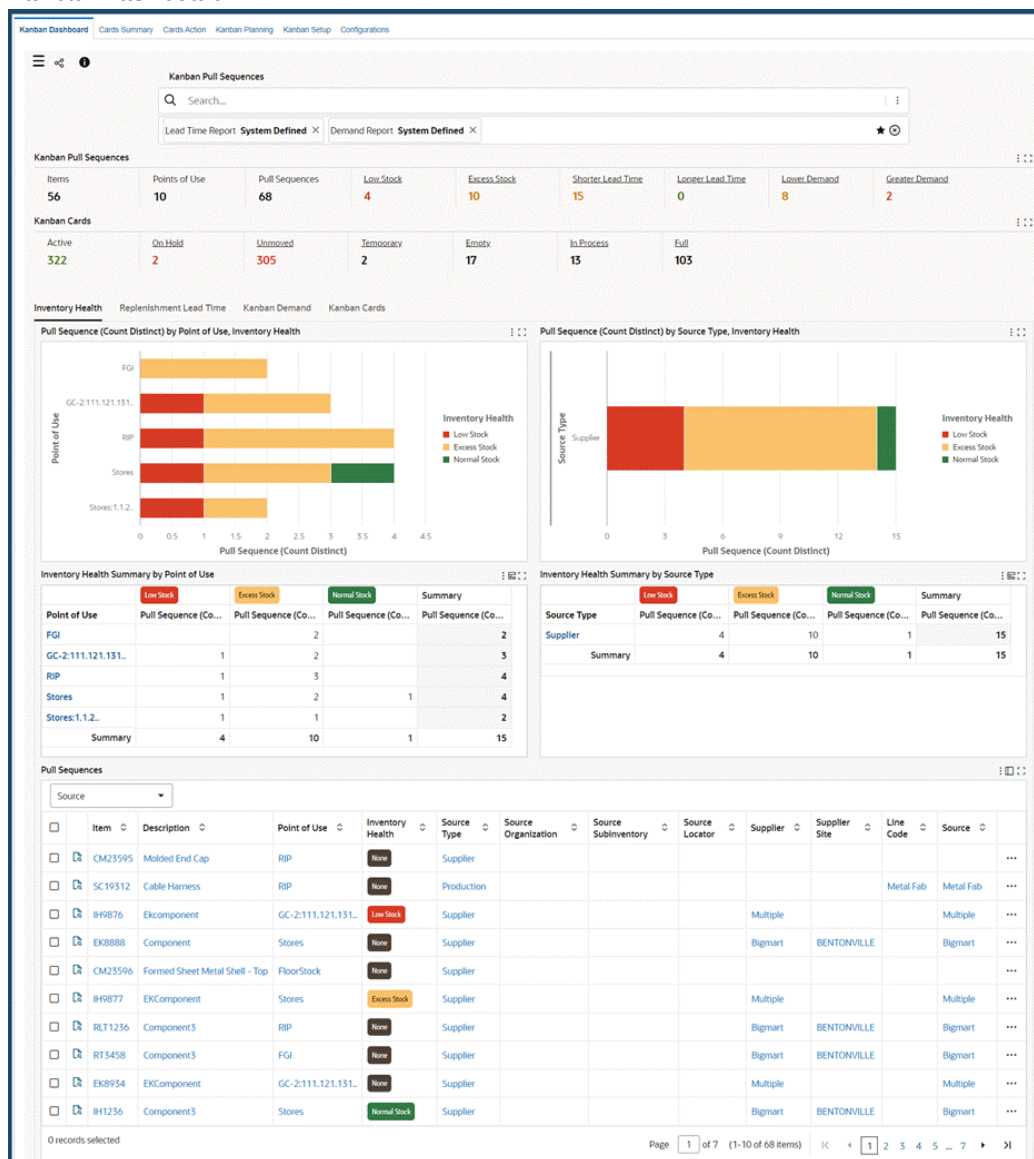 Kanban Dashboard Cards Summary Cards Action Kanban Planning Kanban Setup Configurations
Kanban Pull Sequences
Search...
Lead Time Report System Defined × Demand Report System Defined ×
Kanban Pull Sequences
Items Points of Use Pull Sequences Low Stock Excess Stock Shorter Lead Time Longer Lead Time Lower Demand Greater Demand
56 10 68 4 10 15 0 8 2
Kanban Cards
Active On Hold Unmoved Temporary Empty In Process Full
322 2 305 2 17 13 103
Inventory Health Replenishment Lead Time Kanban Demand Kanban Cards
Pull Sequence (Count Distinct) by Point of Use, Inventory Health
Point of Use
FGI
GC-2:111.121.131..
RIP
Stores
Stores:1.1.2..
0 0.5 1 1.5 2 2.5 3 3.5 4 4.5
Pull Sequence (Count Distinct)
Inventory Health
Low Stock
Excess Stock
Normal Stock
Pull Sequence (Count Distinct) by Source Type, Inventory Health
Source Type
Supplier
0 3 6 9 12 15
Pull Sequence (Count Distinct)
Inventory Health
Low Stock
Excess Stock
Normal Stock
Inventory Health Summary by Point of Use
Low Stock Excess Stock Normal Stock Summary
Point of Use Pull Sequence (Co... Pull Sequence (Co... Pull Sequence (Co... Pull Sequence (Co...
FGI 2 2
GC-2:111.121.131.. 1 2 3
RIP 1 3 4
Stores 1 2 1 4
Stores:1.1.2.. 1 1 2
Summary 4 10 1 15
Inventory Health Summary by Source Type
Low Stock Excess Stock Normal Stock Summary
Source Type Pull Sequence (Co... Pull Sequence (Co... Pull Sequence (Co... Pull Sequence (Co...
Supplier 4 10 1 15
Summary 4 10 1 15
Pull Sequences
Source
Item Description Point of Use Inventory Health Source Type Source Organization Source Subinventory Source Locator Supplier Supplier Site Line Code Source
CM23595 Molded End Cap RIP None Supplier
SC19312 Cable Harness RIP None Production Metal Fab Metal Fab
IH9876 Ekcomponent GC-2:111.121.131.. Low Stock Supplier Multiple Multiple
EK8888 Component Stores None Supplier Bigmart BENTONVILLE Bigmart
CM23596 Formed Sheet Metal Shell - Top FloorStock None Supplier
IH9877 EKComponent Stores Excess Stock Supplier Multiple Multiple
RLT1236 Component3 RIP None Supplier Bigmart BENTONVILLE Bigmart
RT3458 Component3 FGI None Supplier Bigmart BENTONVILLE Bigmart
EK8934 EKComponent GC-2:111.121.131.. None Supplier Multiple Multiple
IH1236 Component3 Stores Normal Stock Supplier Bigmart BENTONVILLE Bigmart
0 records selected
Page 1 of 7 (1-10 of 68 items) 1 2 3 4 5 ... 7